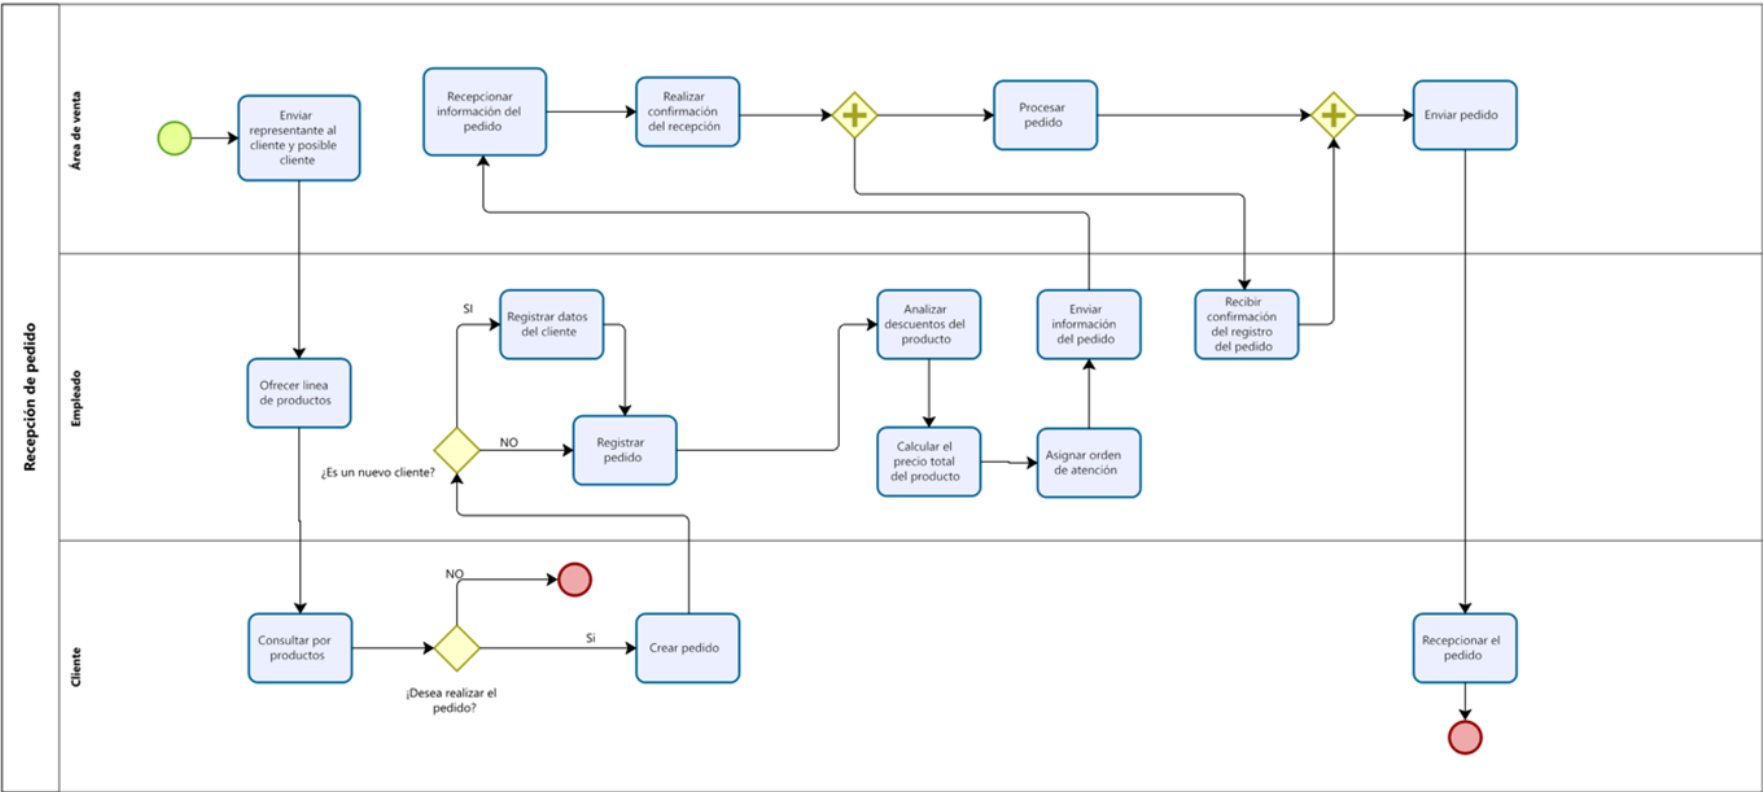 Recepción de pedido
Área de venta
Enviar
representante al
cliente y posible
cliente
Recepcionar
información del
pedido
Realizar
confirmación
del recepción
Procesar
pedido
Enviar pedido
Empleado
Ofrecer linea
de productos
¿Es un nuevo cliente?
SI
NO
Registrar datos
del cliente
Registrar
pedido
Analizar
descuentos del
producto
Calcular el
precio total
del producto
Asignar orden
de atención
Enviar
información
del pedido
Recibir
confirmación
del registro
del pedido
Cliente
Consultar por
productos
¡Desea realizar el
pedido?
NO
Si
Crear pedido
Recepcionar el
pedido